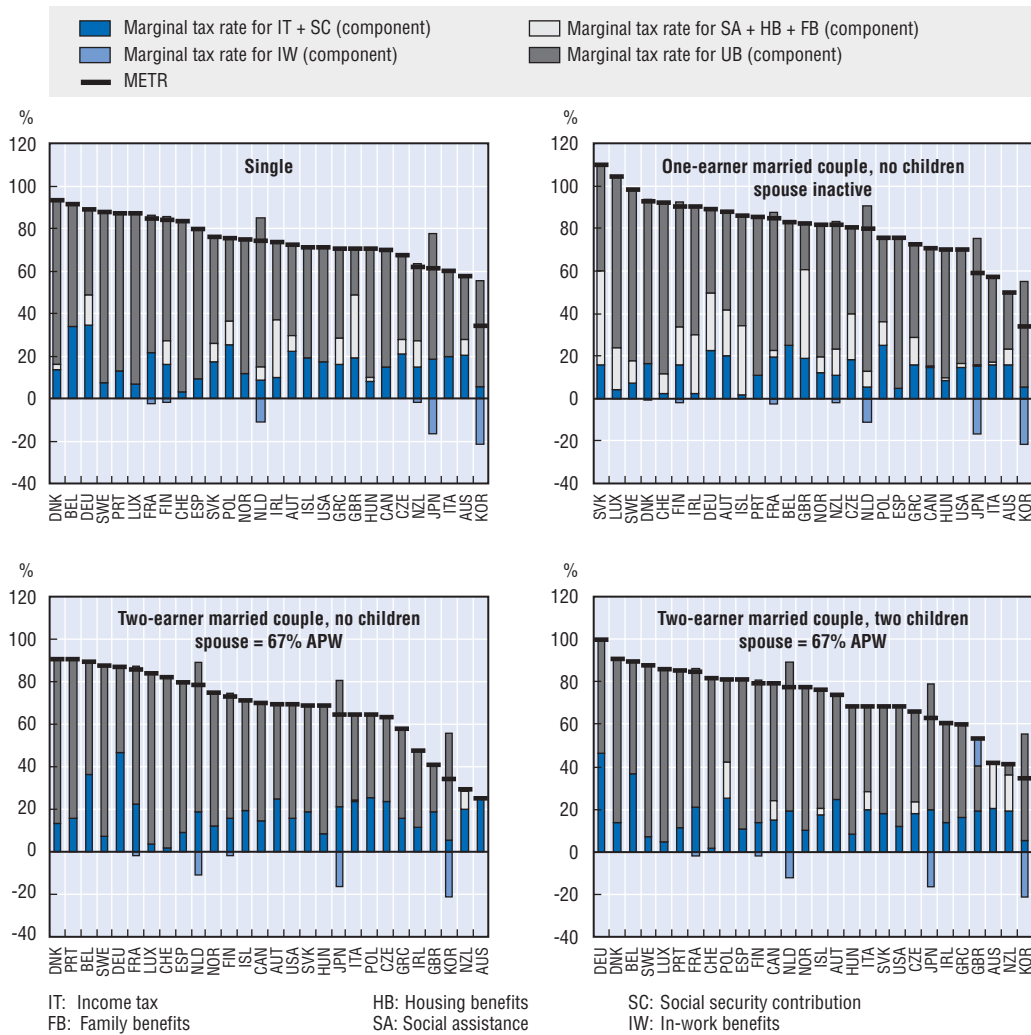 Marginal tax rate for IT + SC (component)
Marginal tax rate for SA + HB + FB (component)
Marginal tax rate for IW (component)
Marginal tax rate for UB (component)
METR
%
120
100
80
60
40
20
0
-20
-40
Single
DNK BEL DEU SWE PRT LUX FRA FIN CHE ESP SVK POL NOR NLD IRL AUT ISL USA GRC GBR HUN CAN CZE NZL JPN ITA AUS KOR
%
120
100
80
60
40
20
0
-20
-40
One-earner married couple, no children
spouse inactive
SVK LUX SWE DNK CHE FIN IRL DEU AUT ISL PRT FRA BEL GBR NOR NZL CZE NLD POL ESP GRC CAN HUN USA JPN ITA AUS KOR
%
120
100
80
60
40
20
0
-20
-40
Two-earner married couple, no children
spouse = 67% APW
DNK PRT BEL SWE DEU FRA LUX CHE ESP NLD NOR FIN ISL CAN AUT USA SVK HUN JPN ITA POL CZE GRC IRL GBR KOR NZL AUS
%
120
100
80
60
40
20
0
-20
-40
Two-earner married couple, two children
spouse = 67% APW
DEU DNK BEL SWE LUX PRT FRA CHE POL ESP FIN CAN NLD NOR ISL AUT HUN ITA SVK USA CZE JPN IRL GRC GBR AUS NZL KOR
IT: Income tax
HB: Housing benefits
SC: Social security contribution
FB: Family benefits
SA: Social assistance
IW: In-work benefits